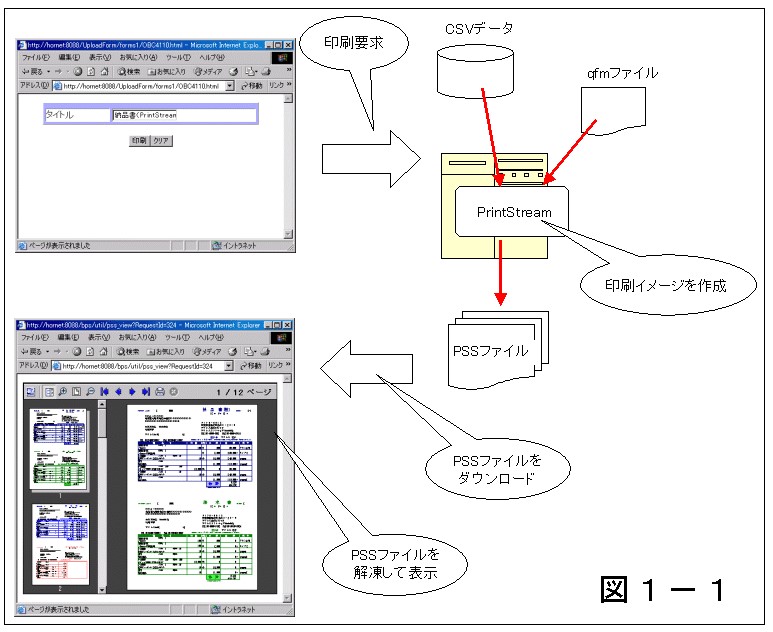 http://hornet:8088/UploadForm/forms1/OBC4110.html - Microsoft Internet Explo...
ファイル(F) 編集(E) 表示(V) お気に入り(A) ツール(T) ヘルプ(H)
戻る 検索 お気に入り メディア
アドレス(D) http://hornet:8088/UploadForm/forms1/OBC4110.html 移動 リンク
タイトル 納品書(PrintStream
印刷 クリア
ページが表示されました イントラネット
印刷要求
CSVデータ
qfmファイル
PrintStream
印刷イメージを作成
PSSファイル
http://hornet:8088/bps/util/pss_view?RequestId=324 - Microsoft Internet Explorer
ファイル(F) 編集(E) 表示(V) お気に入り(A) ツール(T) ヘルプ(H)
戻る 検索 お気に入り メディア
アドレス(D) http://hornet:8088/bps/util/pss_view?RequestId=324 移動 リンク
1 / 12 ページ
1
2
ページが表示されました イントラネット
PSSファイルを
ダウンロード
PSSファイルを
解凍して表示
図1-1